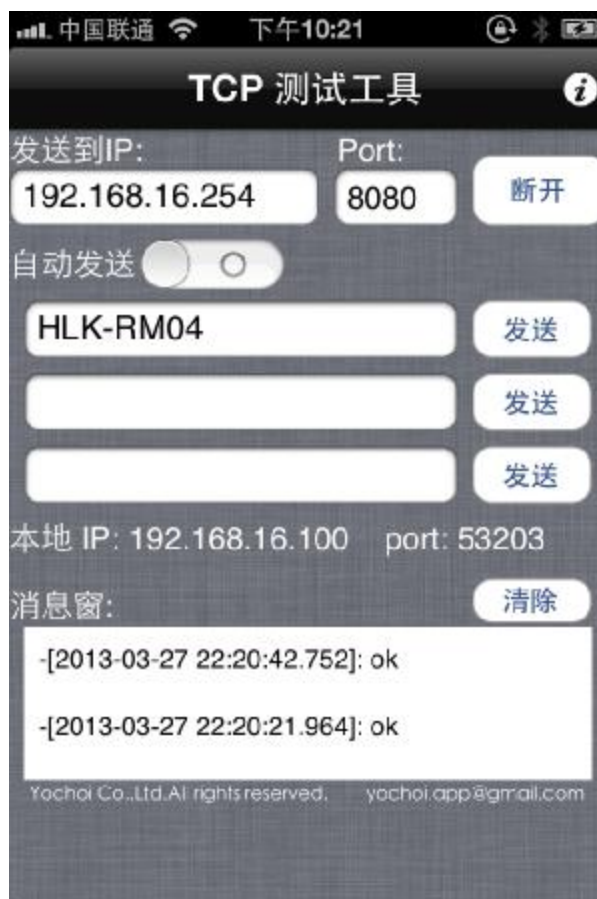 中国联通 下午10:21
TCP 测试工具
发送到IP: Port:
192.168.16.254 8080 断开
自动发送
HLK-RM04 发送
发送
发送
本地 IP: 192.168.16.100 port: 53203
消息窗: 清除
-[2013-03-27 22:20:42.752]: ok
-[2013-03-27 22:20:21.964]: ok
Yochoi Co.,Ltd.All rights reserved. yochoi.app@gmail.com